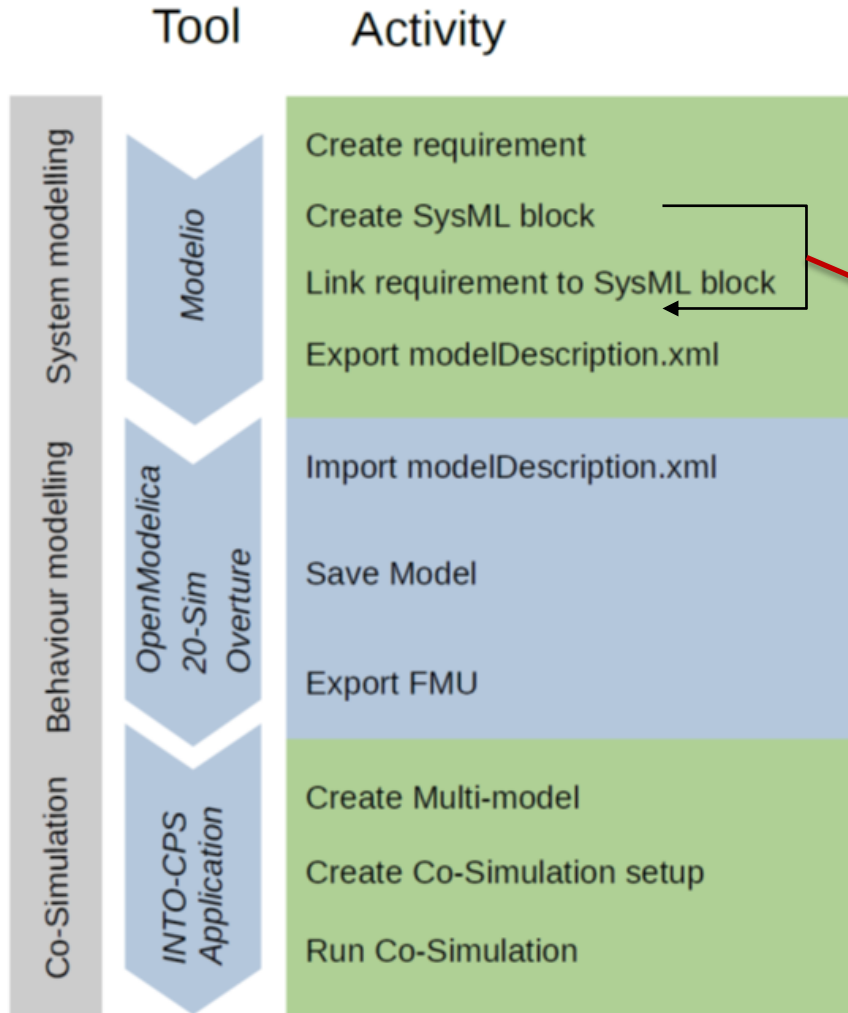 Tool
Activity
System modelling
Modelio
Create requirement
Create SysML block
Link requirement to SysML block
Export modelDescription.xml
Behaviour modelling
OpenModelica
20-Sim
Overture
Import modelDescription.xml
Save Model
Export FMU
Co-Simulation
INTO-CPS
Application
Create Multi-model
Create Co-Simulation setup
Run Co-Simulation